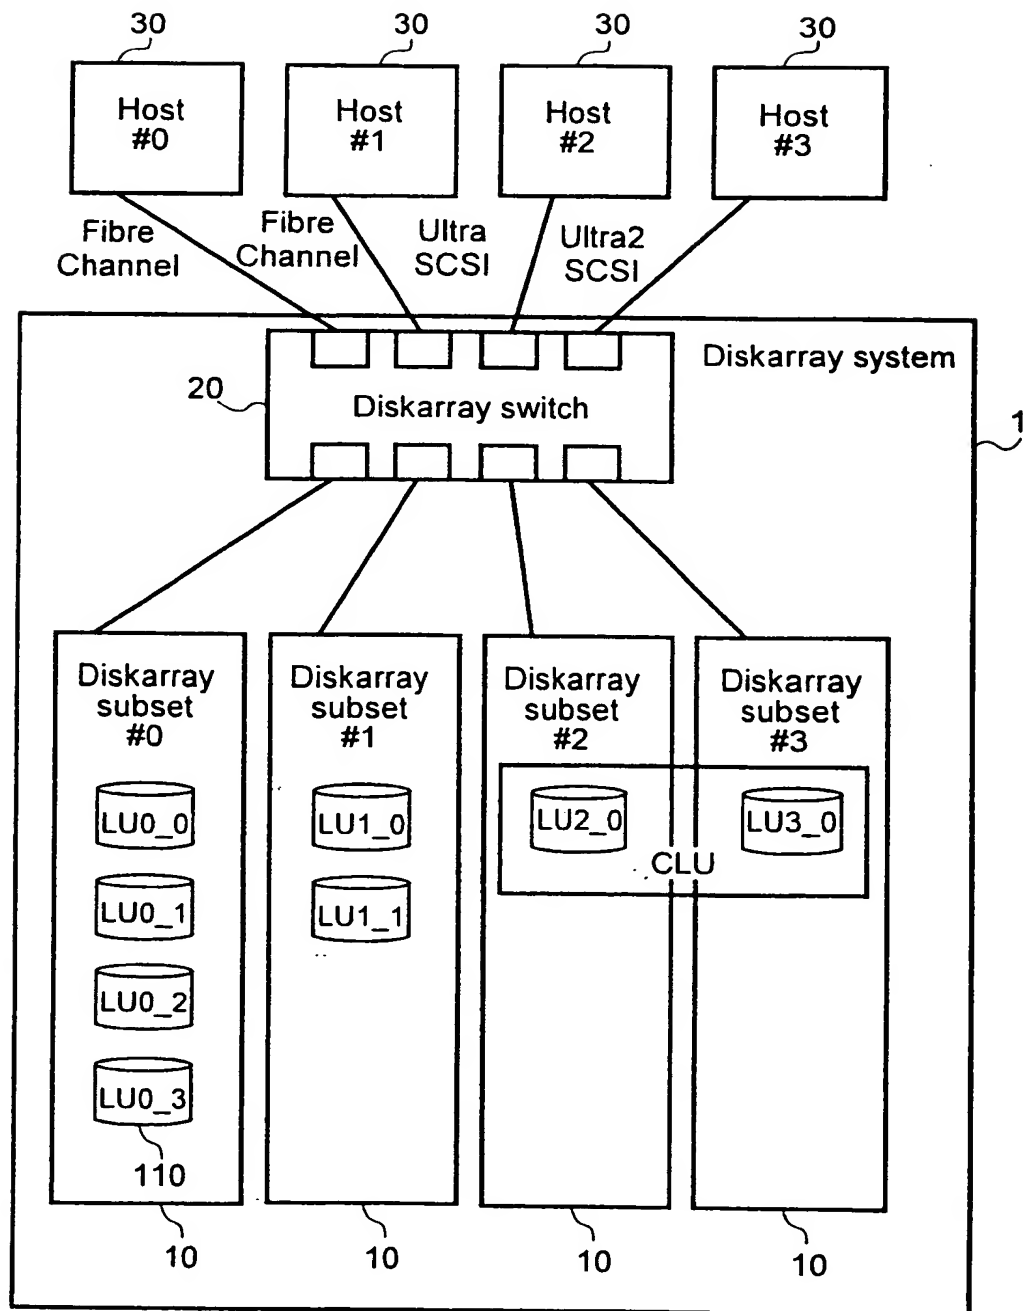 30
30
30
30
Host
#0
Host
#1
Host
#2
Host
#3
Fibre
Channel
Fibre
Channel
Ultra
SCSI
Ultra2
SCSI
Diskarray system
20
Diskarray switch
1
Diskarray
subset
#0
Diskarray
subset
#1
Diskarray
subset
#2
Diskarray
subset
#3
LU0_0
LU1_0
LU2_0
LU3_0
CLU
LU0_1
LU1_1
LU0_2
LU0_3
110
10
10
10
10